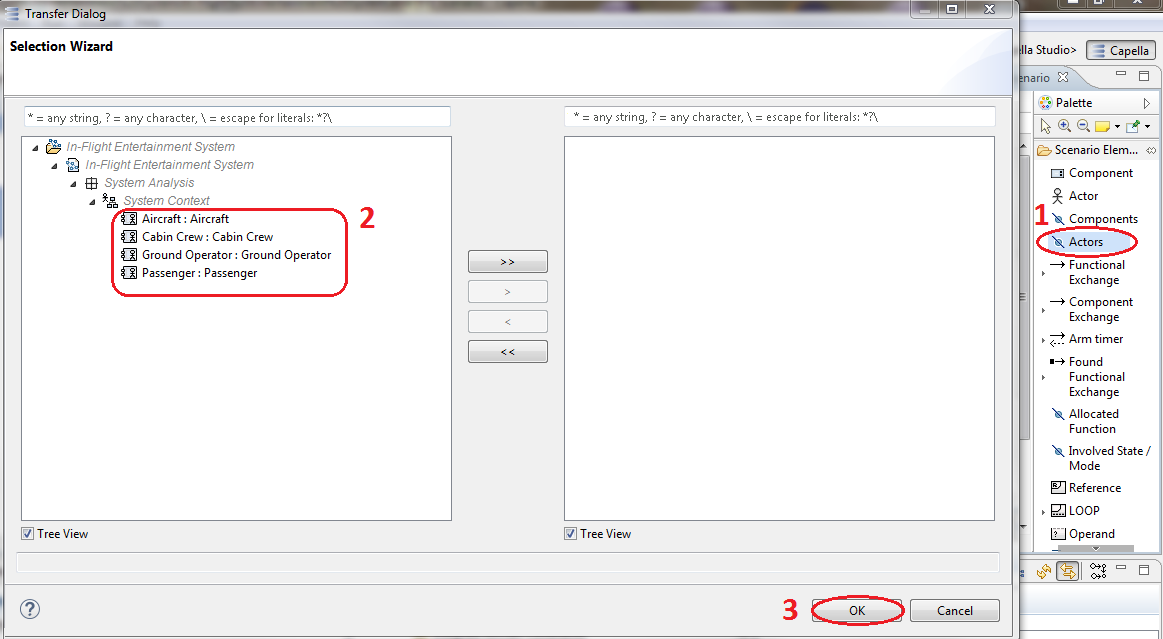 Transfer Dialog
Selection Wizard
* = any string, ? = any character, \ = escape for literals: *?\
In-Flight Entertainment System
In-Flight Entertainment System
System Analysis
System Context
Aircraft : Aircraft
Cabin Crew : Cabin Crew
Ground Operator : Ground Operator
Passenger : Passenger
2
>>
>
<
<<
* = any string, ? = any character, \ = escape for literals: *?\
Tree View
Tree View
3
OK
Cancel
?
lla Studio>
Capella
enario
Palette
Scenario Elem...
Component
Actor
1
Components
Actors
Functional
Exchange
Component
Exchange
Arm timer
Found
Functional
Exchange
Allocated
Function
Involved State /
Mode
Reference
LOOP
Operand